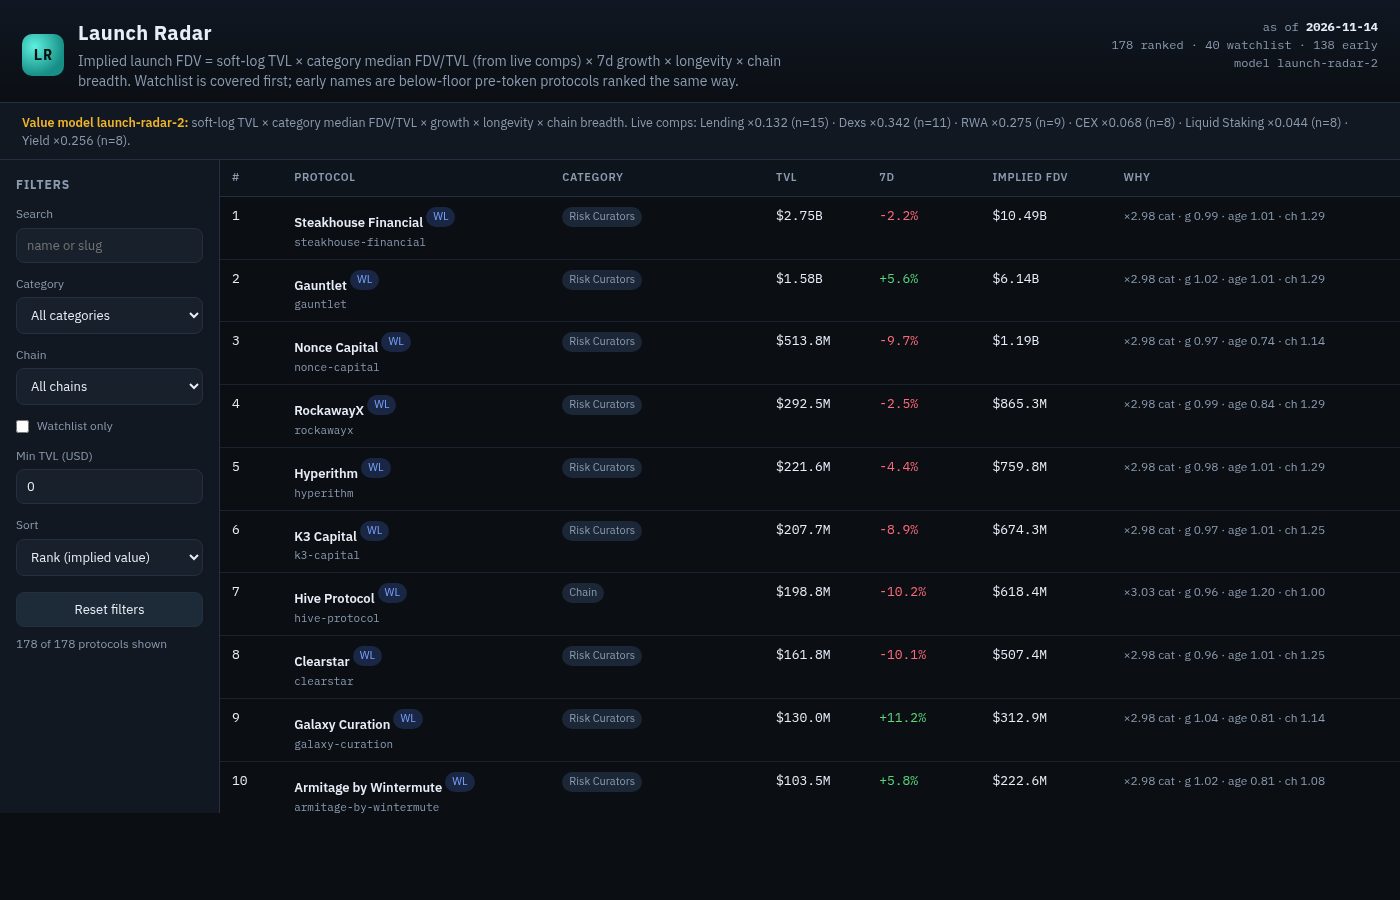 LR
Launch Radar
Implied launch FDV = soft-log TVL × category median FDV/TVL (from live comps) × 7d growth × longevity × chain
breadth. Watchlist is covered first; early names are below-floor pre-token protocols ranked the same way.
as of 2026-11-14
178 ranked · 40 watchlist · 138 early
model launch-radar-2
Value model launch-radar-2: soft-log TVL × category median FDV/TVL × growth × longevity × chain breadth. Live comps: Lending ×0.132 (n=15) · Dexs ×0.342 (n=11) · RWA ×0.275 (n=9) · CEX ×0.068 (n=8) · Liquid Staking ×0.044 (n=8) ·
Yield ×0.256 (n=8).
FILTERS
Search
name or slug
Category
All categories
Chain
All chains
Watchlist only
Min TVL (USD)
0
Sort
Rank (implied value)
Reset filters
178 of 178 protocols shown
# PROTOCOL CATEGORY TVL 7D IMPLIED FDV WHY
1 Steakhouse Financial WL Risk Curators $2.75B -2.2% $10.49B ×2.98 cat · g 0.99 · age 1.01 · ch 1.29
steakhouse-financial
2 Gauntlet WL Risk Curators $1.58B +5.6% $6.14B ×2.98 cat · g 1.02 · age 1.01 · ch 1.29
gauntlet
3 Nonce Capital WL Risk Curators $513.8M -9.7% $1.19B ×2.98 cat · g 0.97 · age 0.74 · ch 1.14
nonce-capital
4 RockawayX WL Risk Curators $292.5M -2.5% $865.3M ×2.98 cat · g 0.99 · age 0.84 · ch 1.29
rockawayx
5 Hyperithm WL Risk Curators $221.6M -4.4% $759.8M ×2.98 cat · g 0.98 · age 1.01 · ch 1.29
hyperithm
6 K3 Capital WL Risk Curators $207.7M -8.9% $674.3M ×2.98 cat · g 0.97 · age 1.01 · ch 1.25
k3-capital
7 Hive Protocol WL Chain $198.8M -10.2% $618.4M ×3.03 cat · g 0.96 · age 1.20 · ch 1.00
hive-protocol
8 Clearstar WL Risk Curators $161.8M -10.1% $507.4M ×2.98 cat · g 0.96 · age 1.01 · ch 1.25
clearstar
9 Galaxy Curation WL Risk Curators $130.0M +11.2% $312.9M ×2.98 cat · g 1.04 · age 0.81 · ch 1.14
galaxy-curation
10 Armitage by Wintermute WL Risk Curators $103.5M +5.8% $222.6M ×2.98 cat · g 1.02 · age 0.81 · ch 1.08
armitage-by-wintermute